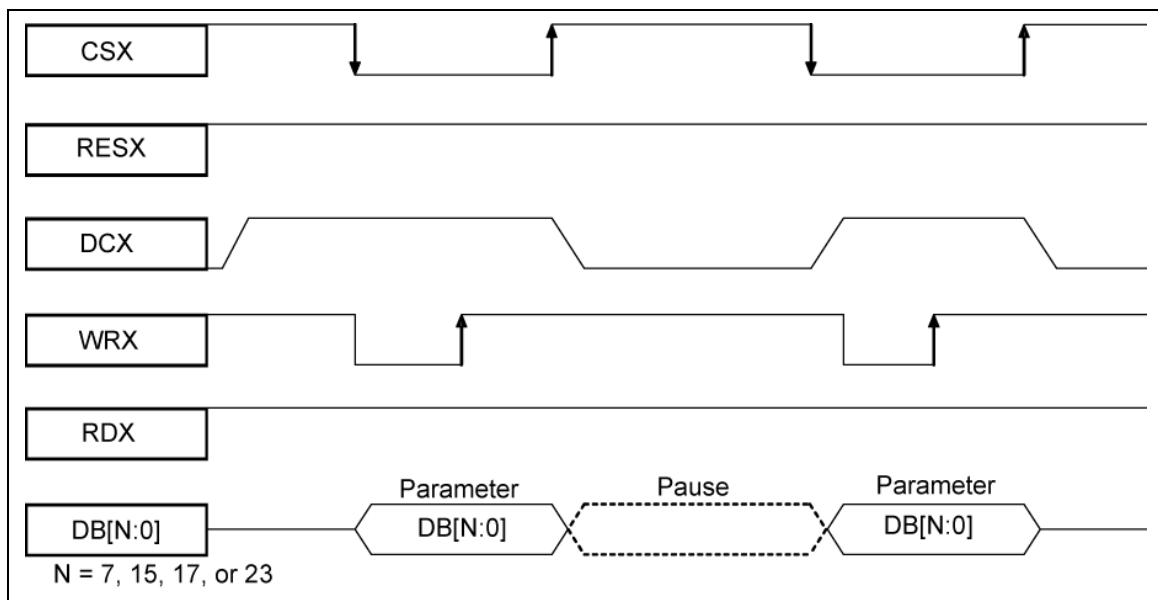 CSX
RESX
DCX
WRX
RDX
Parameter Pause Parameter
DB[N:0] DB[N:0] DB[N:0]
N = 7, 15, 17, or 23